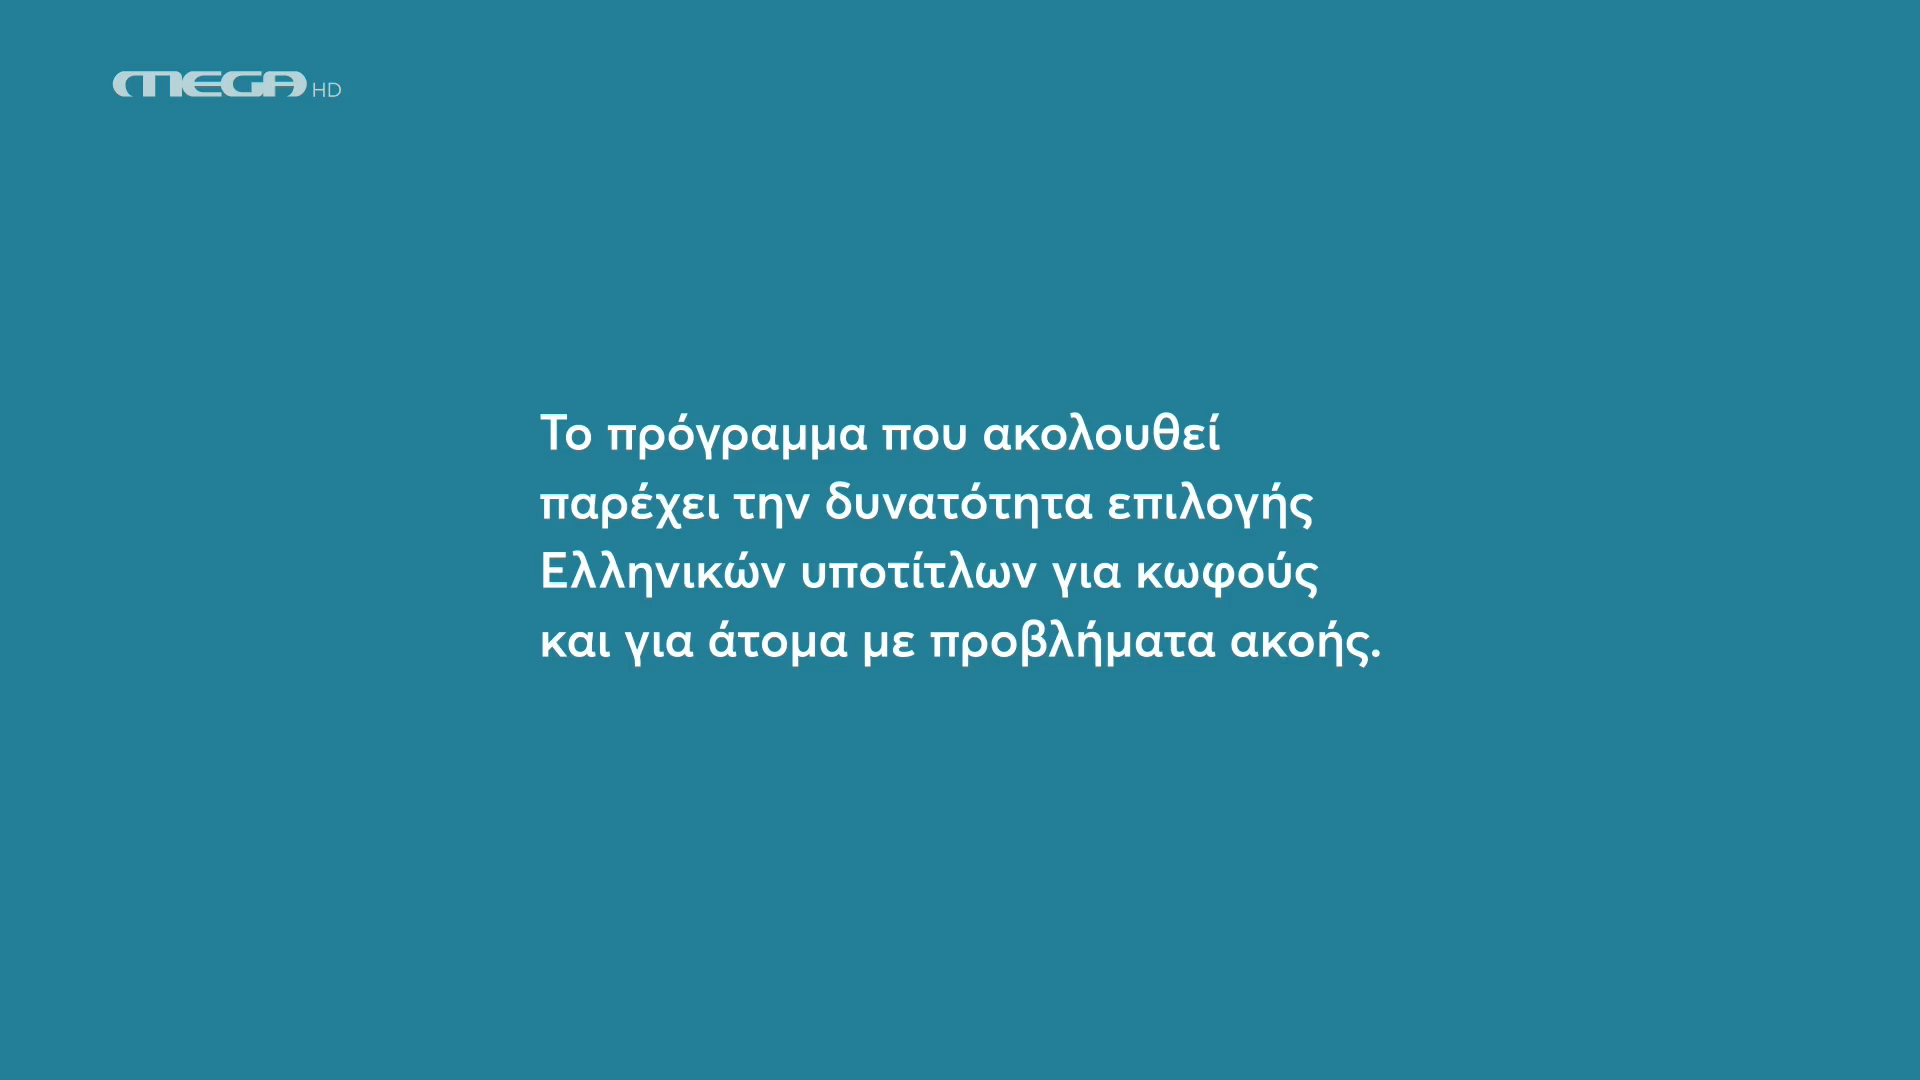 MEGA HD
Το πρόγραμμα που ακολουθεί
παρέχει την δυνατότητα επιλογής
Ελληνικών υποτίτλων για κωφούς
και για άτομα με προβλήματα ακοής.